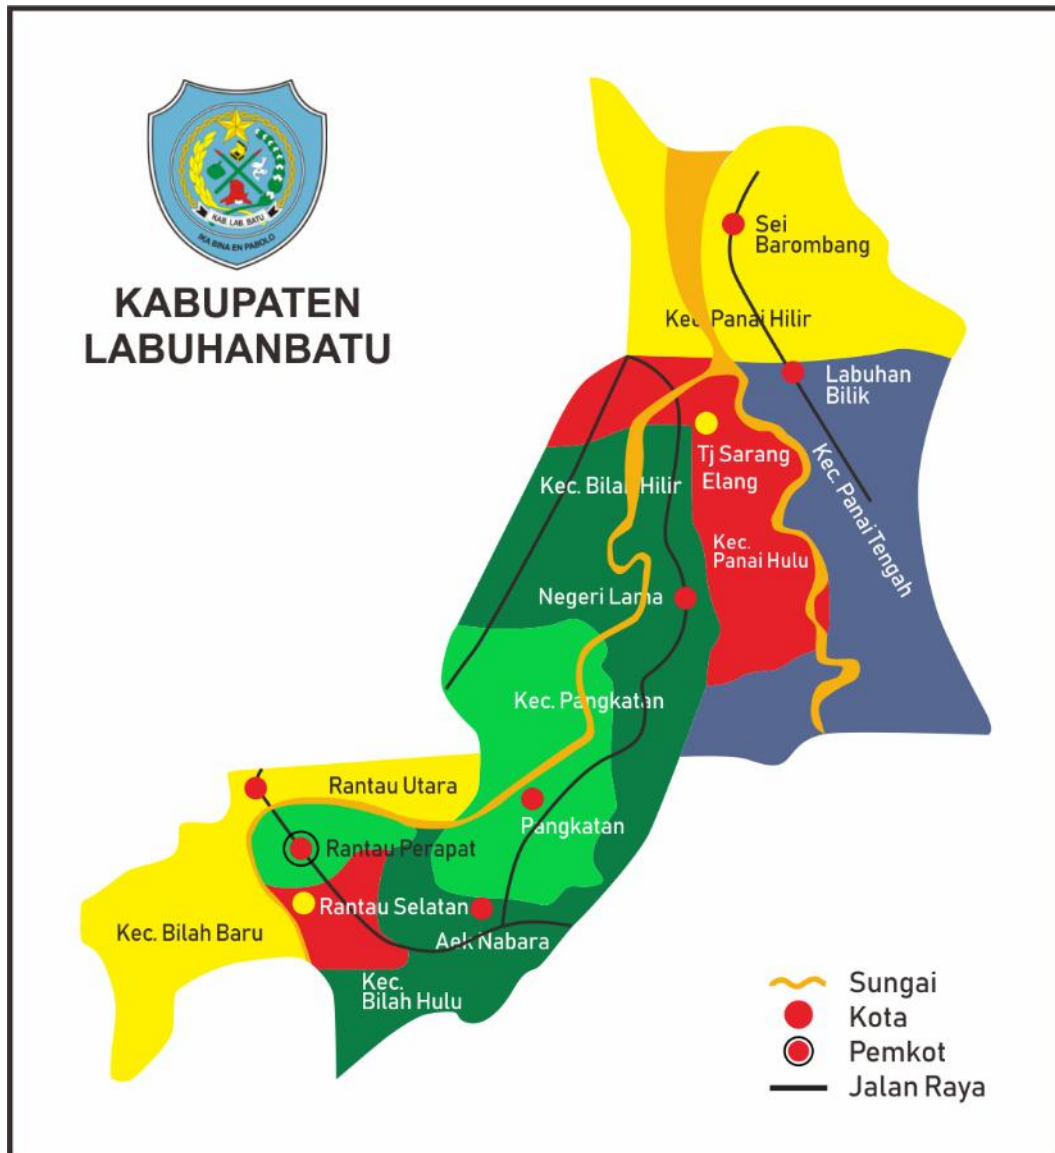 KAB. LAB. BATU
IKA BINA EN PABOLO
KABUPATEN
LABUHANBATU
Sei
Barombang
Kec. Panai Hilir
Labuhan
Bilik
Tj Sarang
Elang
Kec. Bilah Hilir
Kec. Panai Tengah
Kec.
Panai Hulu
Negeri Lama
Kec. Pangkatan
Rantau Utara
Pangkatan
Rantau Perapat
Rantau Selatan
Kec. Bilah Baru
Aek Nabara
Kec.
Bilah Hulu
Sungai
Kota
Pemkot
Jalan Raya